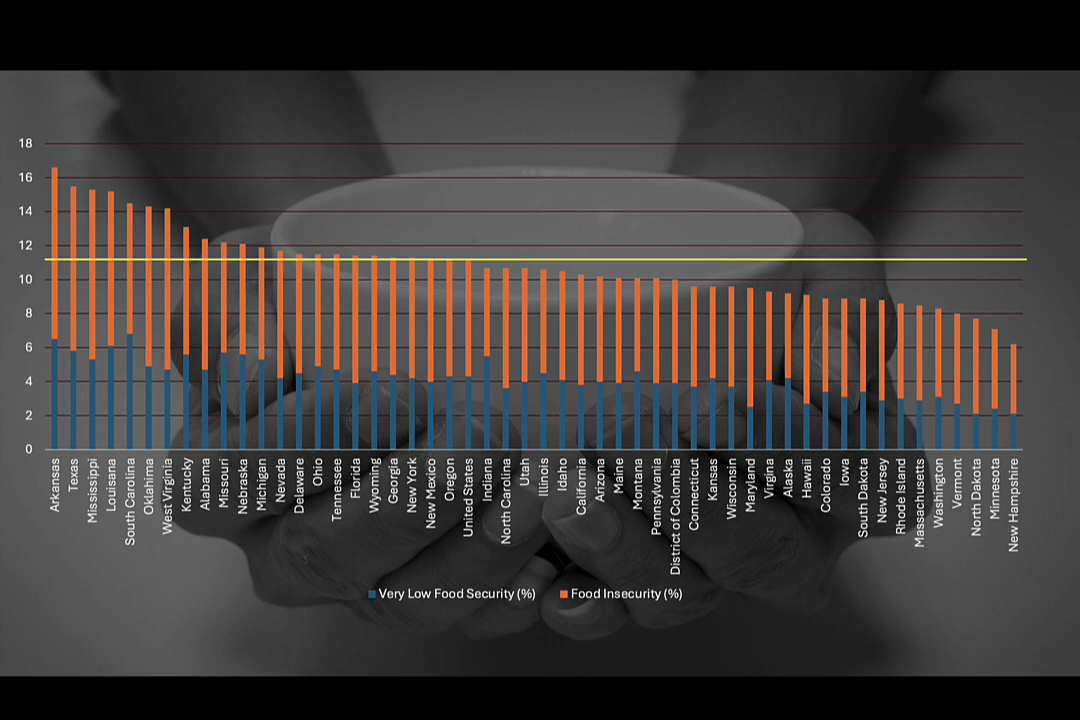 18
16
14
12
10
8
6
4
2
0
Arkansas
Texas
Mississippi
Louisana
South Carolina
Oklahima
West Virginia
Kentucky
Alabama
Missouri
Nebraska
Michigan
Nevada
Delaware
Ohio
Tennessee
Florida
Wyoming
Georgia
New York
New Mexico
Oregon
United States
Indiana
North Carolina
Utah
Illinois
Idaho
California
Arizona
Maine
Montana
Pennsylvania
District of Colombia
Connecticut
Kansas
Wisconsin
Maryland
Virgina
Alaska
Hawaii
Colorado
Iowa
South Dakota
New Jersey
Rhode Island
Massachusetts
Washington
Vermont
North Dakota
Minnesota
New Hampshire
Very Low Food Security (%)
Food Insecurity (%)